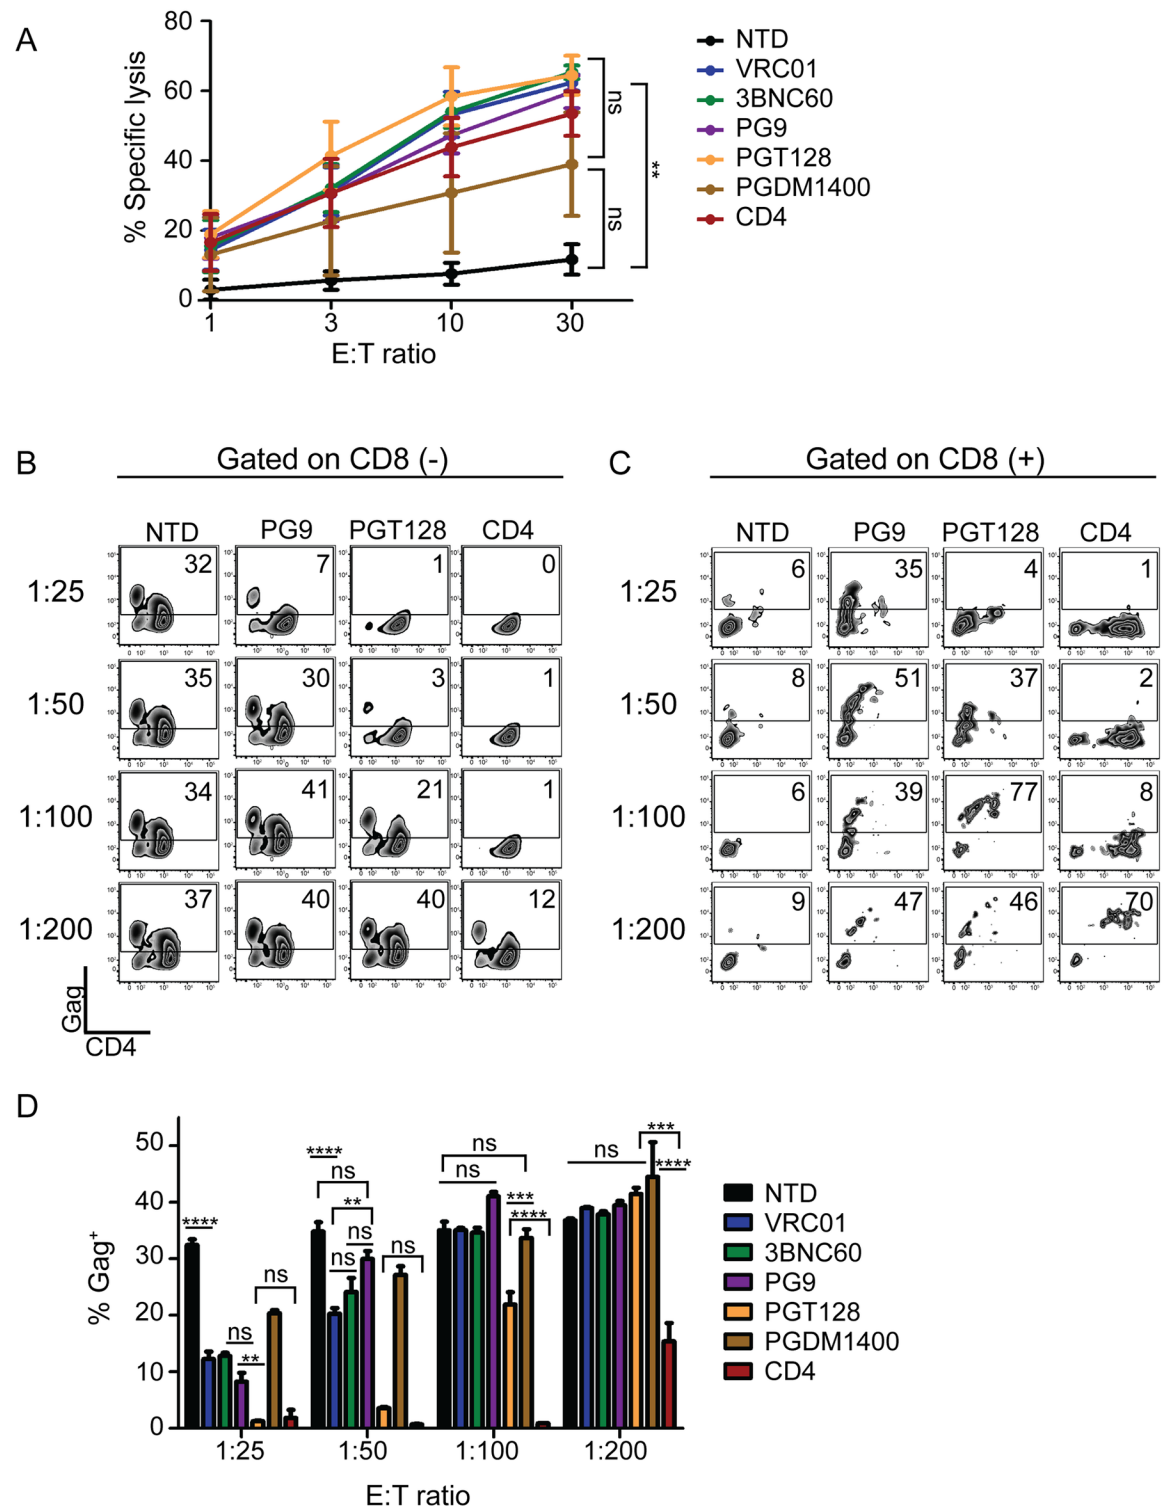 A
80
60
40
20
0
% Specific lysis
1 3 10 30
E:T ratio
ns
ns
**
NTD
VRC01
3BNC60
PG9
PGT128
PGDM1400
CD4
B
Gated on CD8 (-)
NTD PG9 PGT128 CD4
1:25 32 7 1 0
1:50 35 30 3 1
1:100 34 41 21 1
1:200 37 40 40 12
Gag
CD4
C
Gated on CD8 (+)
NTD PG9 PGT128 CD4
1:25 6 35 4 1
1:50 8 51 37 2
1:100 6 39 77 8
1:200 9 47 46 70
D
50
40
30
20
10
0
% Gag+
**** ns ** ns
**** ns ** ns ns ns
ns ns *** ****
ns *** ****
1:25 1:50 1:100 1:200
E:T ratio
NTD
VRC01
3BNC60
PG9
PGT128
PGDM1400
CD4